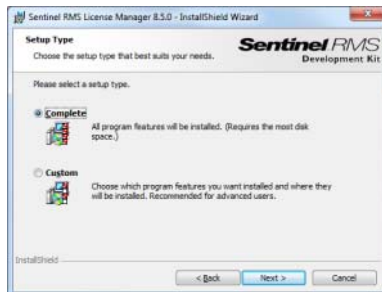 Sentinel RMS License Manager 8.5.0 - InstallShield Wizard
Setup Type
Choose the setup type that best suits your needs.
Sentinel RMS
Development Kit
Please select a setup type.
Complete
All program features will be installed. (Requires the most disk
space.)
Custom
Choose which program features you want installed and where they
will be installed. Recommended for advanced users.
InstallShield
< Back
Next >
Cancel